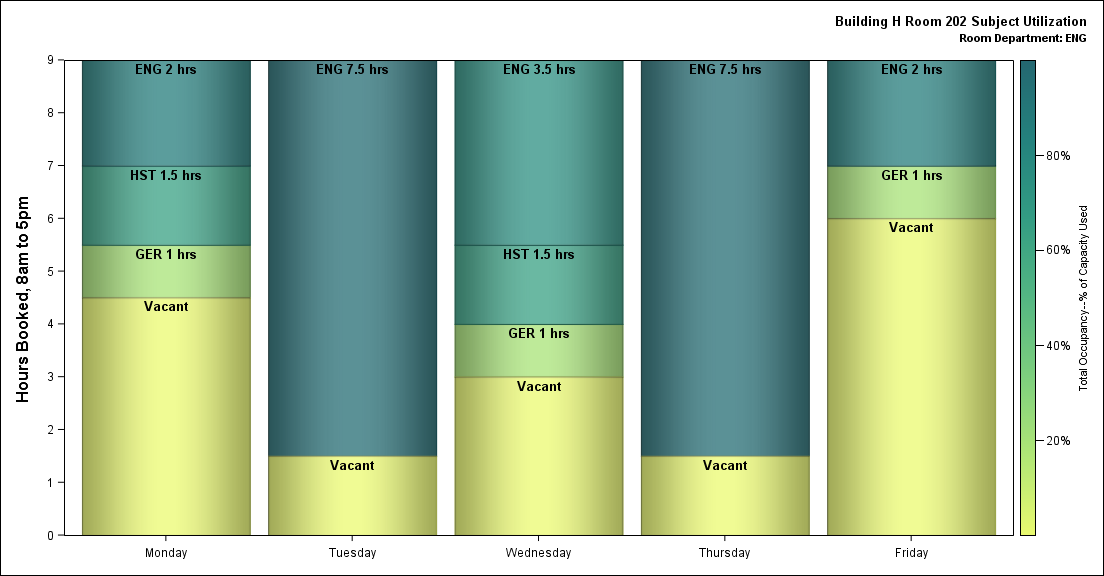 Building H Room 202 Subject Utilization
Room Department: ENG
Hours Booked, 8am to 5pm
9
8
7
6
5
4
3
2
1
0
ENG 2 hrs
HST 1.5 hrs
GER 1 hrs
Vacant
ENG 7.5 hrs
Vacant
ENG 3.5 hrs
HST 1.5 hrs
GER 1 hrs
Vacant
ENG 7.5 hrs
Vacant
ENG 2 hrs
GER 1 hrs
Vacant
Monday
Tuesday
Wednesday
Thursday
Friday
80%
60%
40%
20%
Total Occupancy--% of Capacity Used